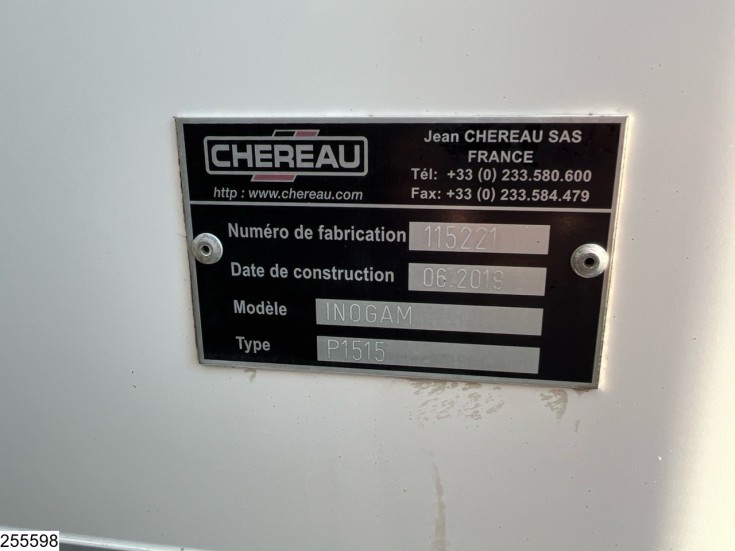 CHEREAU
http : www.chereau.com
Jean CHEREAU SAS
FRANCE
Tél: +33 (0) 233.580.600
Fax: +33 (0) 233.584.479
Numéro de fabrication 115221
Date de construction 06.2019
Modèle INOGAM
Type P1515
255598